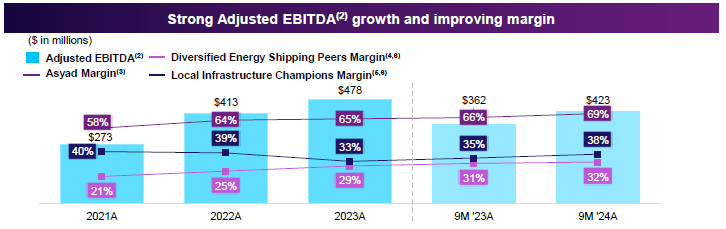 Strong Adjusted EBITDA(2) growth and improving margin
($ in millions)
Adjusted EBITDA(2) Diversified Energy Shipping Peers Margin(4,6)
Asyad Margin(3) Local Infrastructure Champions Margin(5,6)
$273 $413 $478 $362 $423
58% 64% 65% 66% 69%
40% 39% 33% 35% 38%
21% 25% 29% 31% 32%
2021A 2022A 2023A 9M '23A 9M '24A